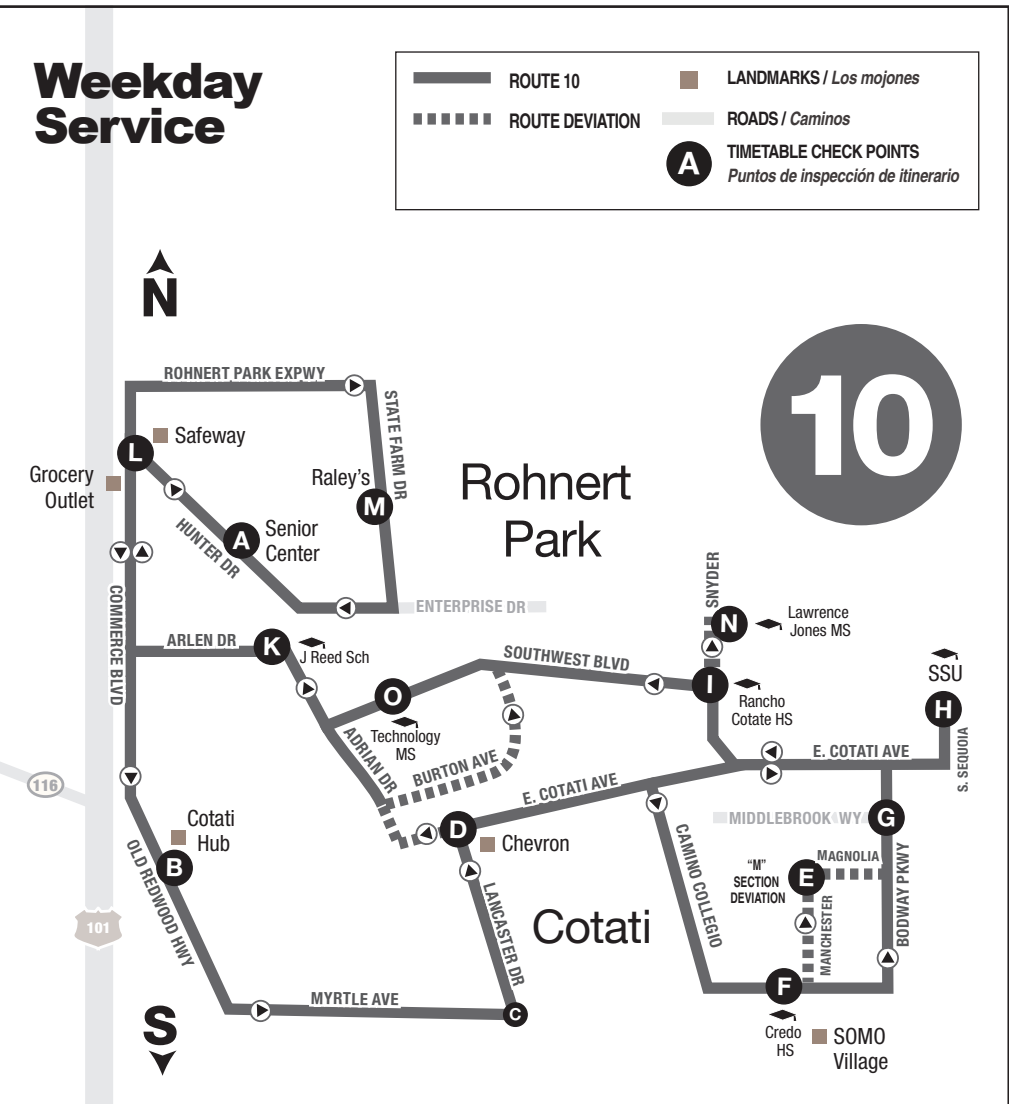 Weekday
Service
ROUTE 10
ROUTE DEVIATION
LANDMARKS / Los mojones
ROADS / Caminos
A
TIMETABLE CHECK POINTS
Puntos de inspección de itinerario
N
10
ROHNERT PARK EXPWY
STATE FARM DR
L
Safeway
Grocery
Outlet
Raley's
M
Rohnert
Park
HUNTER DR
A
Senior
Center
COMMERCE BLVD
ENTERPRISE DR
SNYDER
N
Lawrence
Jones MS
ARLEN DR
K
J Reed Sch
SOUTHWEST BLVD
I
Rancho
Cotate HS
SSU
H
S. SEQUOIA
O
Technology
MS
ADRIAN DR
BURTON AVE
E. COTATI AVE
E. COTATI AVE
116
Cotati
Hub
B
OLD REDWOOD HWY
D
Chevron
MIDDLEBROOK WY
G
CAMINO COLLEGIO
"M"
SECTION
DEVIATION
E
MAGNOLIA
BODWAY PKWY
MANCHESTER
LANCASTER DR
Cotati
101
MYRTLE AVE
C
F
Credo
HS
SOMO
Village
S